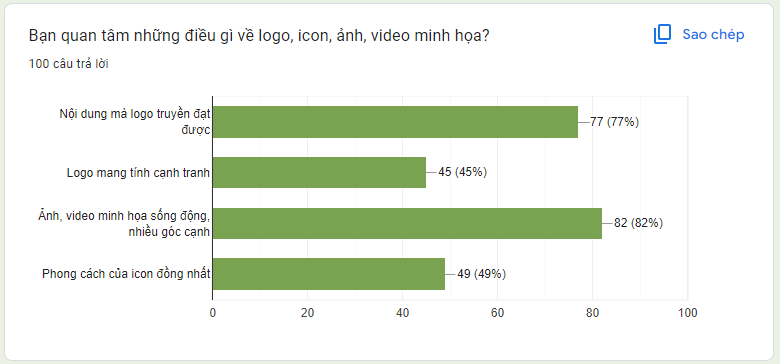 Bạn quan tâm những điều gì về logo, icon, ảnh, video minh họa?
Sao chép
100 câu trả lời
Nội dung mả logo truyền đạt
được
77 (77%)
Logo mang tính cạnh tranh
45 (45%)
Ảnh, video minh họa sống động,
nhiều góc cạnh
82 (82%)
Phong cách của icon đồng nhất
49 (49%)
0 20 40 60 80 100